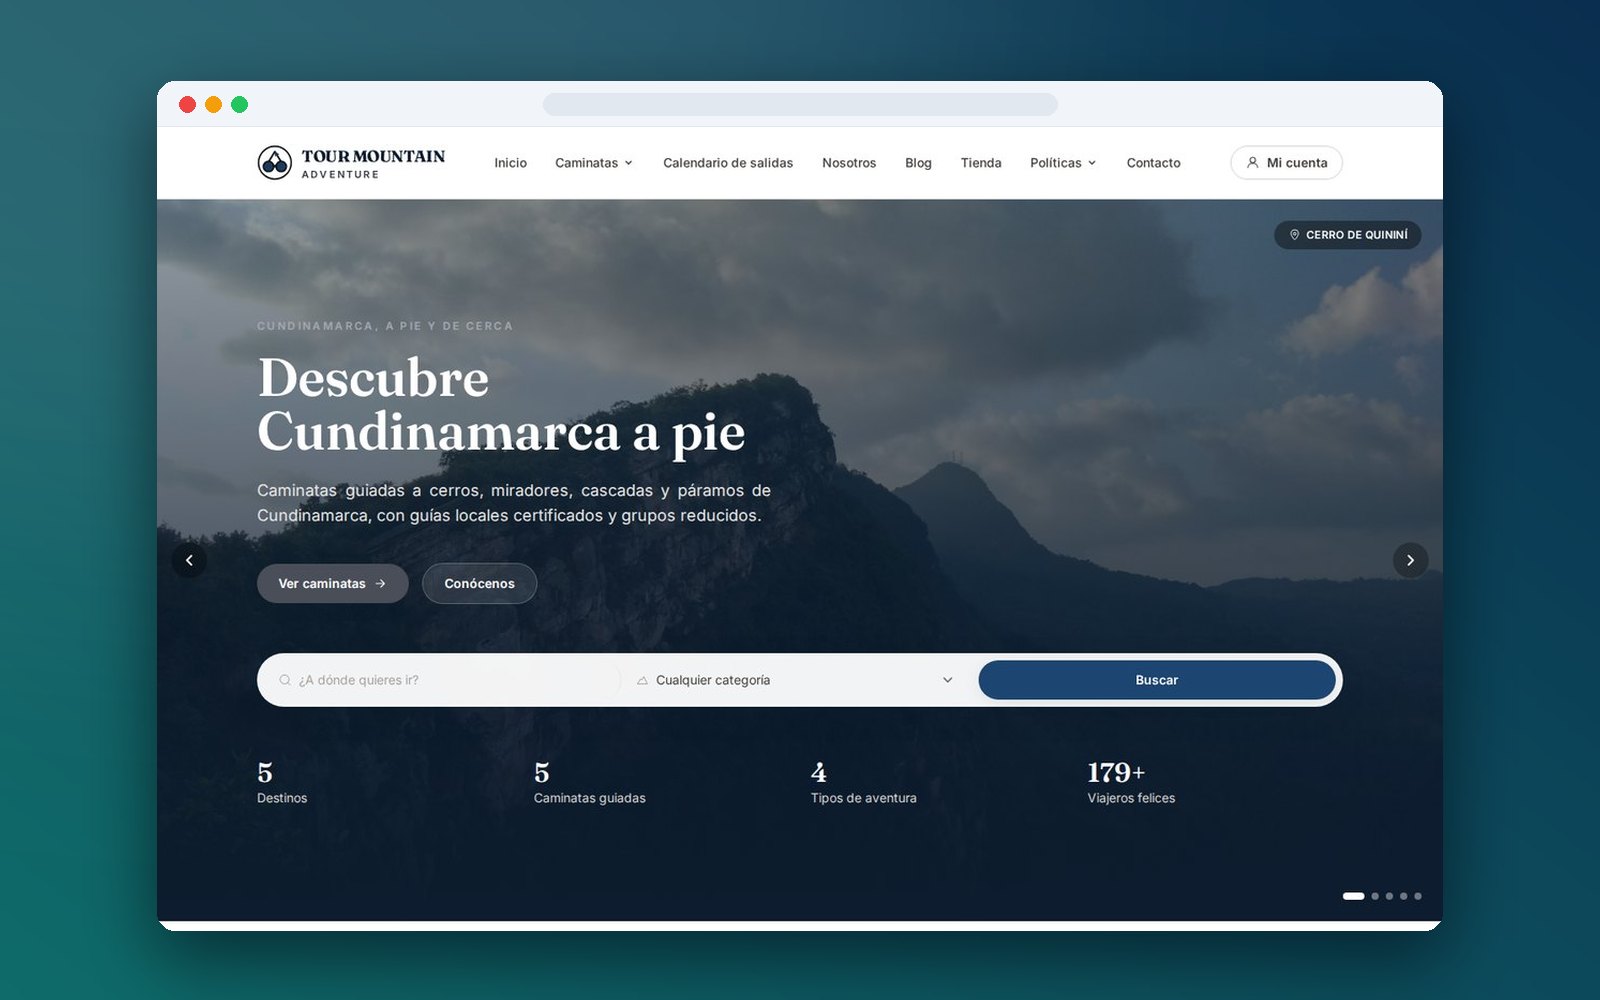 TOUR MOUNTAIN
ADVENTURE
Inicio
Caminatas
Calendario de salidas
Nosotros
Blog
Tienda
Políticas
Contacto
Mi cuenta
CERRO DE QUININÍ
CUNDINAMARCA, A PIE Y DE CERCA
Descubre
Cundinamarca a pie
Caminatas guiadas a cerros, miradores, cascadas y páramos de
Cundinamarca, con guías locales certificados y grupos reducidos.
Ver caminatas
Conócenos
¿A dónde quieres ir?
Cualquier categoría
Buscar
5
Destinos
5
Caminatas guiadas
4
Tipos de aventura
179+
Viajeros felices